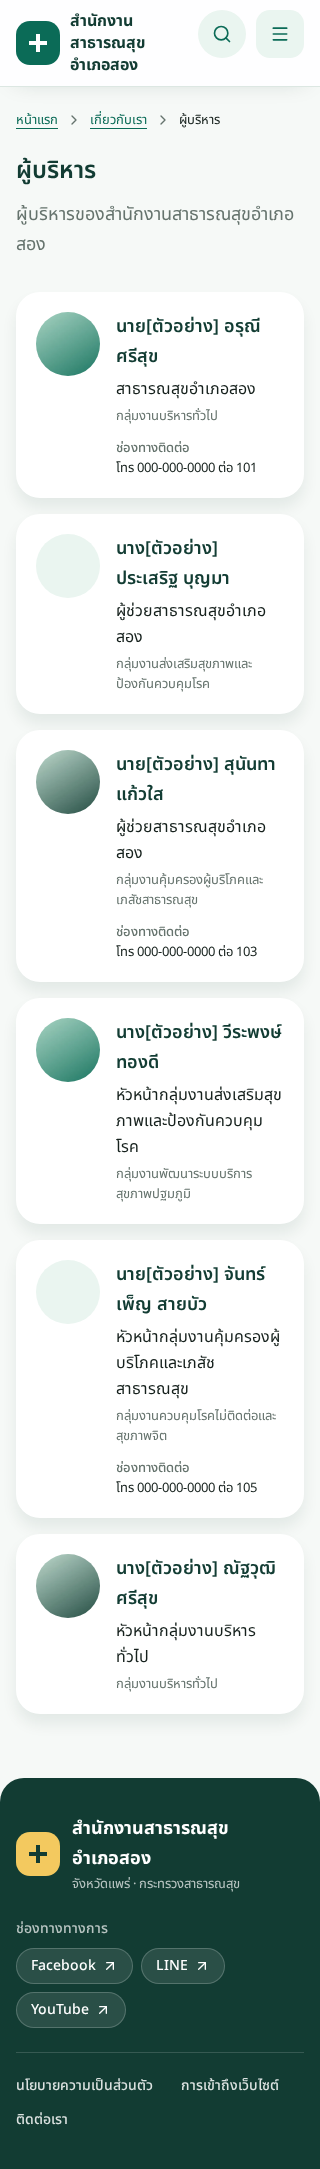 สำนักงาน
สาธารณสุข
อำเภอสอง
หน้าแรก > เกี่ยวกับเรา > ผู้บริหาร
ผู้บริหาร
ผู้บริหารของสำนักงานสาธารณสุขอำเภอ
สอง
นาย[ตัวอย่าง] อรุณี
ศรีสุข
สาธารณสุขอำเภอสอง
กลุ่มงานบริหารทั่วไป
ช่องทางติดต่อ
โทร 000-000-0000 ต่อ 101
นาง[ตัวอย่าง]
ประเสริฐ บุญมา
ผู้ช่วยสาธารณสุขอำเภอ
สอง
กลุ่มงานส่งเสริมสุขภาพและ
ป้องกันควบคุมโรค
นาย[ตัวอย่าง] สุนันทา
แก้วใส
ผู้ช่วยสาธารณสุขอำเภอ
สอง
กลุ่มงานคุ้มครองผู้บริโภคและ
เภสัชสาธารณสุข
ช่องทางติดต่อ
โทร 000-000-0000 ต่อ 103
นาง[ตัวอย่าง] วีระพงษ์
ทองดี
หัวหน้ากลุ่มงานส่งเสริมสุข
ภาพและป้องกันควบคุม
โรค
กลุ่มงานพัฒนาระบบบริการ
สุขภาพปฐมภูมิ
นาย[ตัวอย่าง] จันทร์
เพ็ญ สายบัว
หัวหน้ากลุ่มงานคุ้มครองผู้
บริโภคและเภสัช
สาธารณสุข
กลุ่มงานควบคุมโรคไม่ติดต่อและ
สุขภาพจิต
ช่องทางติดต่อ
โทร 000-000-0000 ต่อ 105
นาง[ตัวอย่าง] ณัฐวุฒิ
ศรีสุข
หัวหน้ากลุ่มงานบริหาร
ทั่วไป
กลุ่มงานบริหารทั่วไป
สำนักงานสาธารณสุข
อำเภอสอง
จังหวัดแพร่ · กระทรวงสาธารณสุข
ช่องทางทางการ
Facebook LINE
YouTube
นโยบายความเป็นส่วนตัว การเข้าถึงเว็บไซต์
ติดต่อเรา